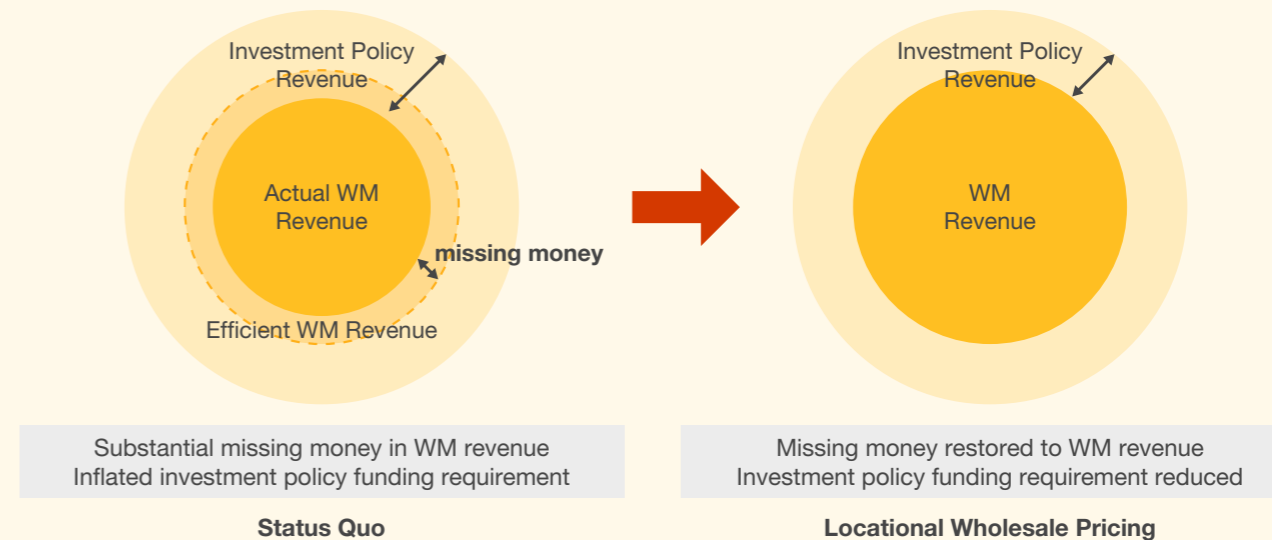 Investment Policy
Revenue
Actual WM
Revenue
missing money
Efficient WM Revenue
Substantial missing money in WM revenue
Inflated investment policy funding requirement
Status Quo
Investment Policy
Revenue
WM
Revenue
Missing money restored to WM revenue
Investment policy funding requirement reduced
Locational Wholesale Pricing